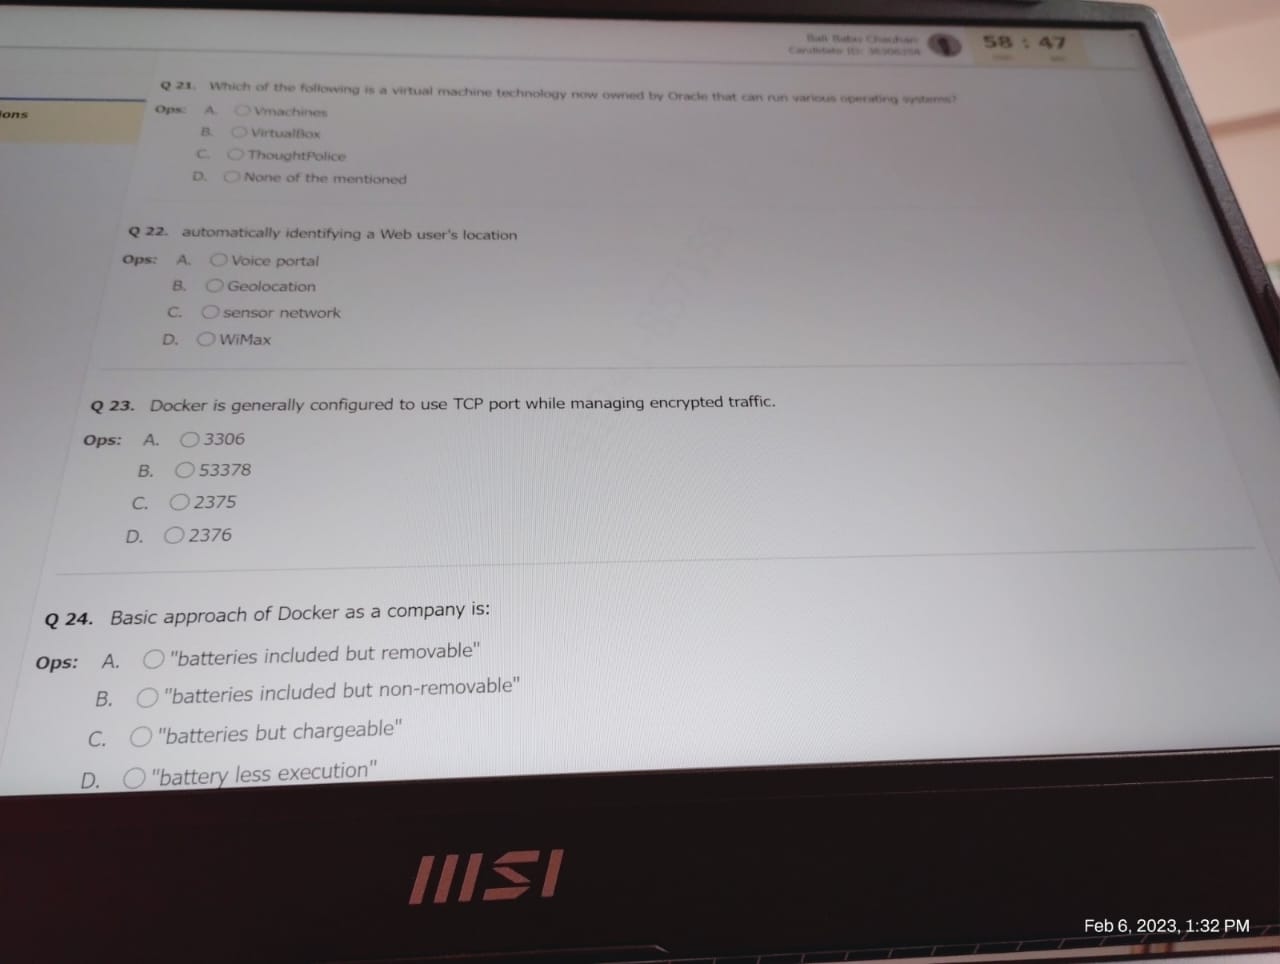 58 : 47
Candidate ID:
ions
Q 21. Which of the following is a virtual machine technology now owned by Oracle that can run various operating systems?
Ops: A. Vmachines
B. VirtualBox
C. ThoughtPolice
D. None of the mentioned
Q 22. automatically identifying a Web user's location
Ops: A. Voice portal
B. Geolocation
C. sensor network
D. WiMax
Q 23. Docker is generally configured to use TCP port while managing encrypted traffic.
Ops: A. 3306
B. 53378
C. 2375
D. 2376
Q 24. Basic approach of Docker as a company is:
Ops: A. "batteries included but removable"
B. "batteries included but non-removable"
C. "batteries but chargeable"
D. "battery less execution"
msi
Feb 6, 2023, 1:32 PM